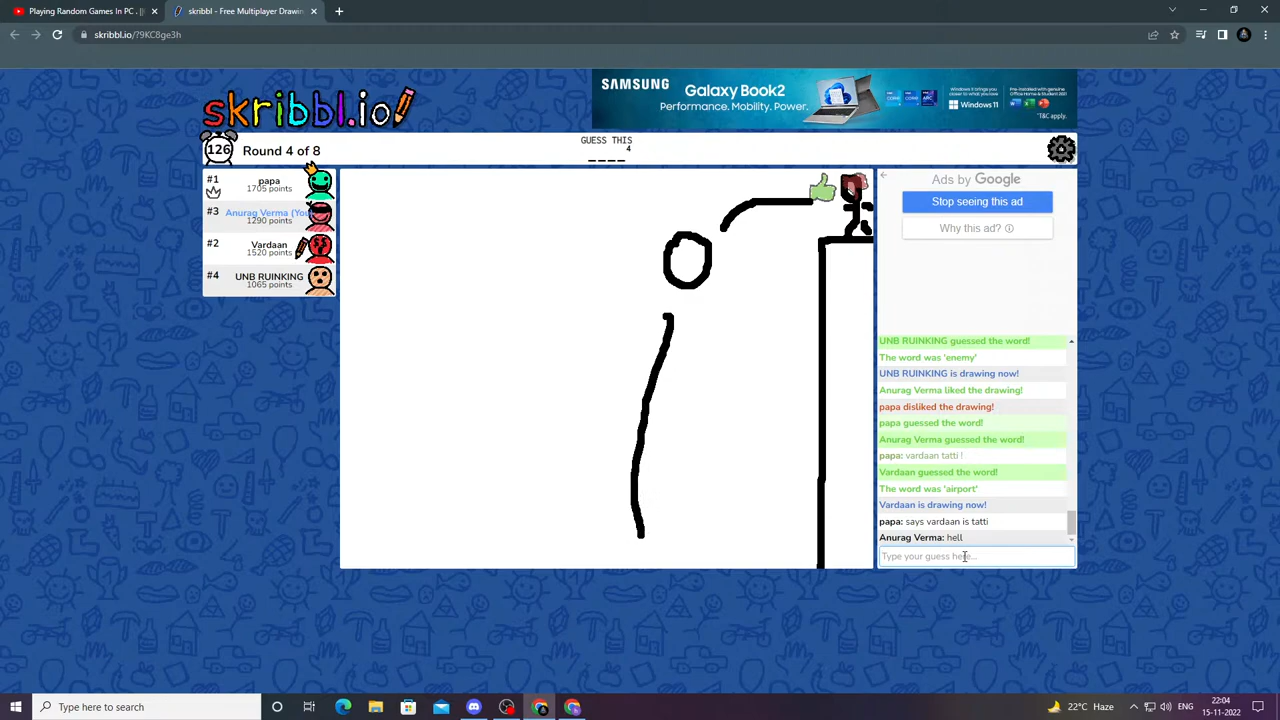 Playing Random Games In PC . [
skribbl - Free Multiplayer Drawin
skribbl.io/?9KC8ge3h
skribbl.io
SAMSUNG
Galaxy Book2
Performance. Mobility. Power.
Windows 11
*T&C apply.
126
Round 4 of 8
GUESS THIS
4
____
#1
papa
1705 points
#3
Anurag Verma (You
1290 points
#2
Vardaan
1520 points
#4
UNB RUINKING
1065 points
Ads by Google
Stop seeing this ad
Why this ad?
UNB RUINKING guessed the word!
The word was 'enemy'
UNB RUINKING is drawing now!
Anurag Verma liked the drawing!
papa disliked the drawing!
papa guessed the word!
Anurag Verma guessed the word!
papa: vardaan tatti !
Vardaan guessed the word!
The word was 'airport'
Vardaan is drawing now!
papa: says vardaan is tatti
Anurag Verma: hell
Type your guess here...
Type here to search
22°C Haze
22:04
15-11-2022